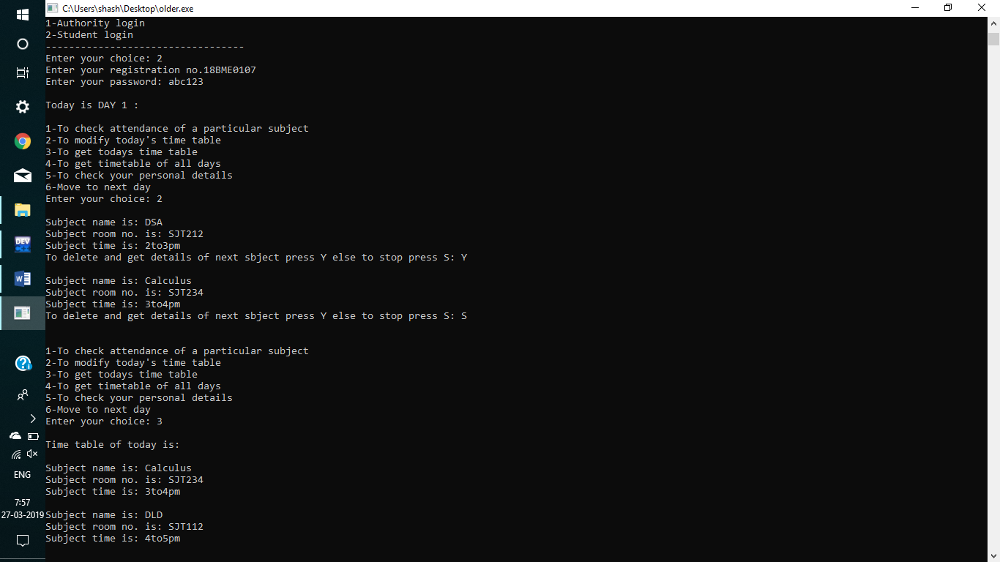 C:\Users\shash\Desktop\older.exe
1-Authority login
2-Student login
----------------------------------
Enter your choice: 2
Enter your registration no.18BME0107
Enter your password: abc123
Today is DAY 1 :
1-To check attendance of a particular subject
2-To modify today's time table
3-To get todays time table
4-To get timetable of all days
5-To check your personal details
6-Move to next day
Enter your choice: 2
Subject name is: DSA
Subject room no. is: SJT212
Subject time is: 2to3pm
To delete and get details of next sbject press Y else to stop press S: Y
Subject name is: Calculus
Subject room no. is: SJT234
Subject time is: 3to4pm
To delete and get details of next sbject press Y else to stop press S: S
1-To check attendance of a particular subject
2-To modify today's time table
3-To get todays time table
4-To get timetable of all days
5-To check your personal details
6-Move to next day
Enter your choice: 3
Time table of today is:
Subject name is: Calculus
Subject room no. is: SJT234
Subject time is: 3to4pm
Subject name is: DLD
Subject room no. is: SJT112
Subject time is: 4to5pm
DEV
W
ENG
7:57
27-03-2019